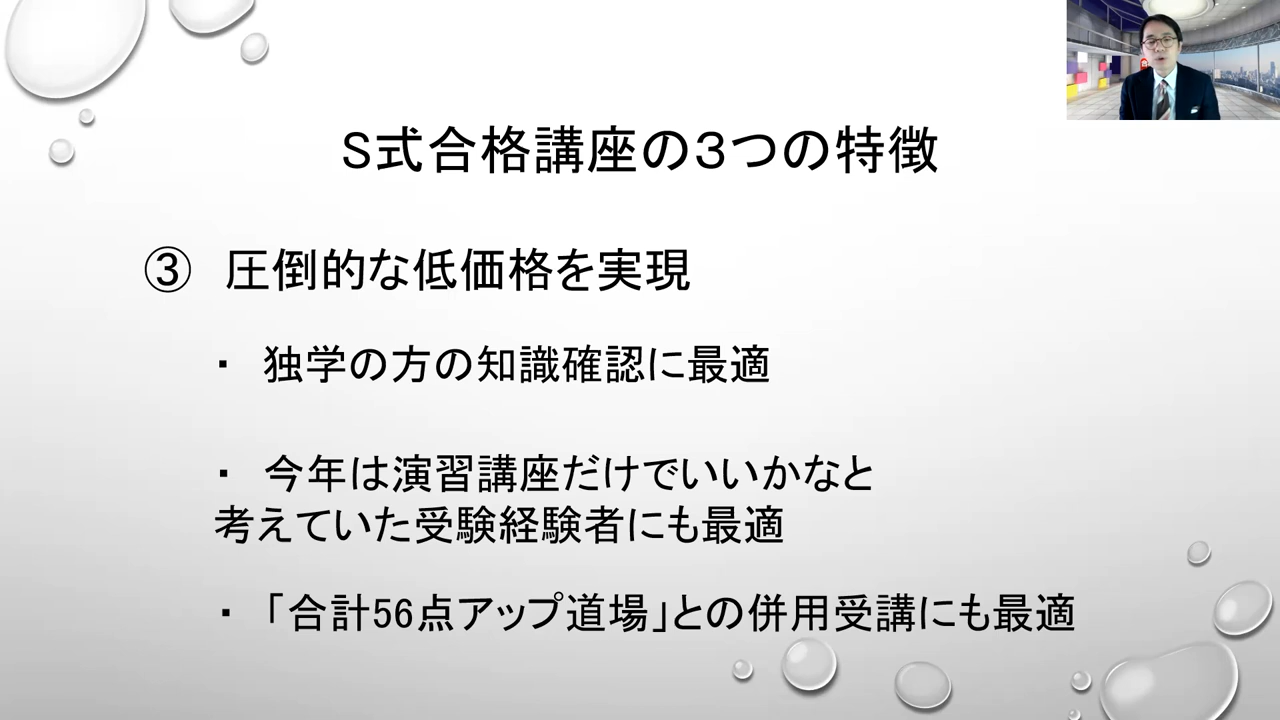 S式合格講座の３つの特徴
③ 圧倒的な低価格を実現
・ 独学の方の知識確認に最適
・ 今年は演習講座だけでいいかなと
考えていた受験経験者にも最適
・ 「合計56点アップ道場」との併用受講にも最適